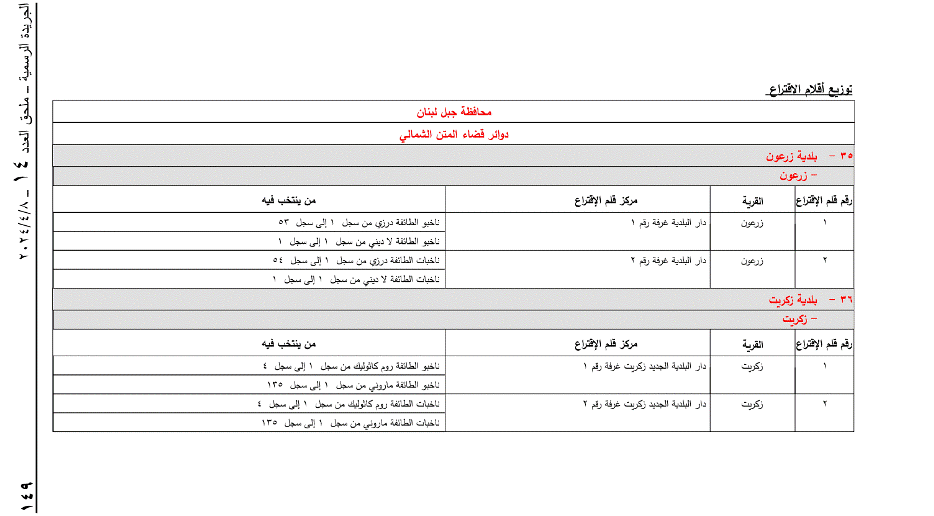 الجريدة الرسمية – ملحق العدد ١٤ – ٢٠٢٤/٤/٨
توزيع أقلام الإقتراع
محافظة جبل لبنان
دوائر قضاء المتن الشمالي
٣٥ - بلدية زرعون
- زرعون
رقم قلم الإقتراع القرية مركز قلم الإقتراع من ينتخب فيه
١ زرعون دار البلدية غرفة رقم ١ ناخبو الطائفة درزي من سجل ١ إلى سجل ٥٣
ناخبو الطائفة لا ديني من سجل ١ إلى سجل ١
٢ زرعون دار البلدية غرفة رقم ٢ ناخبات الطائفة درزي من سجل ١ إلى سجل ٥٤
ناخبات الطائفة لا ديني من سجل ١ إلى سجل ١
٣٦ - بلدية زكريت
- زكريت
رقم قلم الإقتراع القرية مركز قلم الإقتراع من ينتخب فيه
١ زكريت دار البلدية الجديد زكريت غرفة رقم ١ ناخبو الطائفة روم كاثوليك من سجل ١ إلى سجل ٤
ناخبو الطائفة ماروني من سجل ١ إلى سجل ١٣٥
٢ زكريت دار البلدية الجديد زكريت غرفة رقم ٢ ناخبات الطائفة روم كاثوليك من سجل ١ إلى سجل ٤
ناخبات الطائفة ماروني من سجل ١ إلى سجل ١٣٥
١٤٩